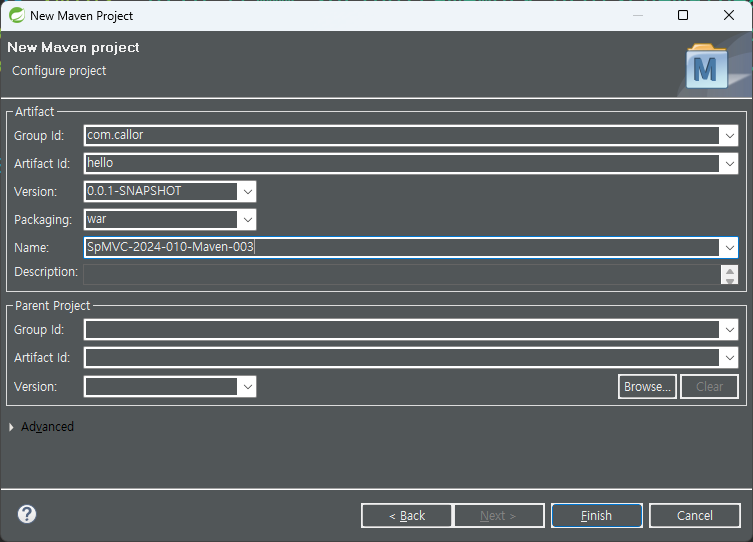 New Maven Project
New Maven project
Configure project
M
Artifact
Group Id: com.callor
Artifact Id: hello
Version: 0.0.1-SNAPSHOT
Packaging: war
Name: SpMVC-2024-010-Maven-003
Description:
Parent Project
Group Id:
Artifact Id:
Version: Browse... Clear
Advanced
? < Back Next > Finish Cancel